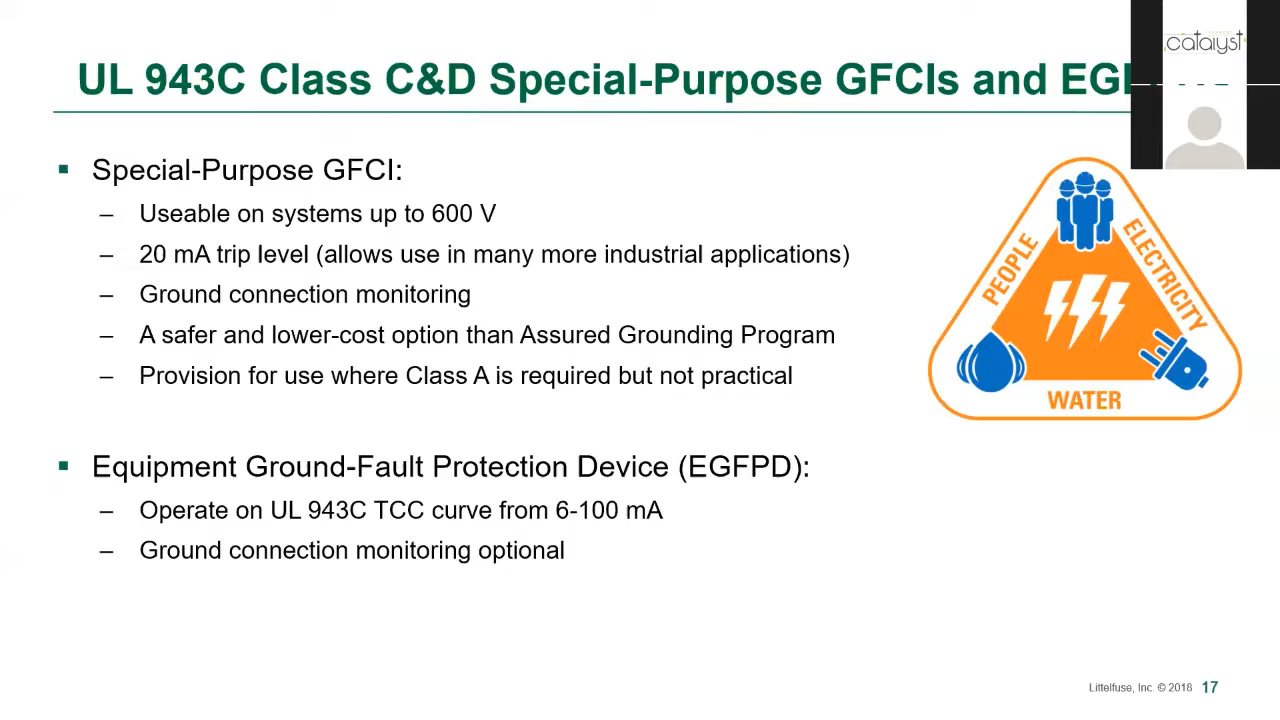 catalyst
UL 943C Class C&D Special-Purpose GFCIs and
▪ Special-Purpose GFCI:
– Useable on systems up to 600 V
– 20 mA trip level (allows use in many more industrial applications)
– Ground connection monitoring
– A safer and lower-cost option than Assured Grounding Program
– Provision for use where Class A is required but not practical
PEOPLE
ELECTRICITY
WATER
▪ Equipment Ground-Fault Protection Device (EGFPD):
– Operate on UL 943C TCC curve from 6-100 mA
– Ground connection monitoring optional
Littelfuse, Inc. © 2018 17